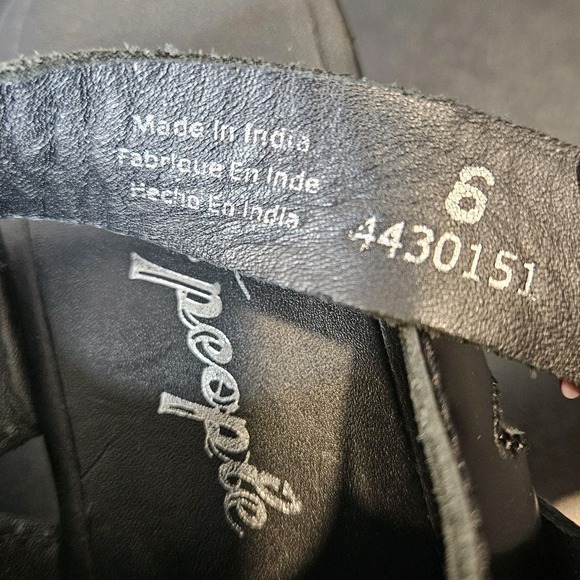 Made In India
Fabrique En Inde
Hecho En India
6
4430151
people